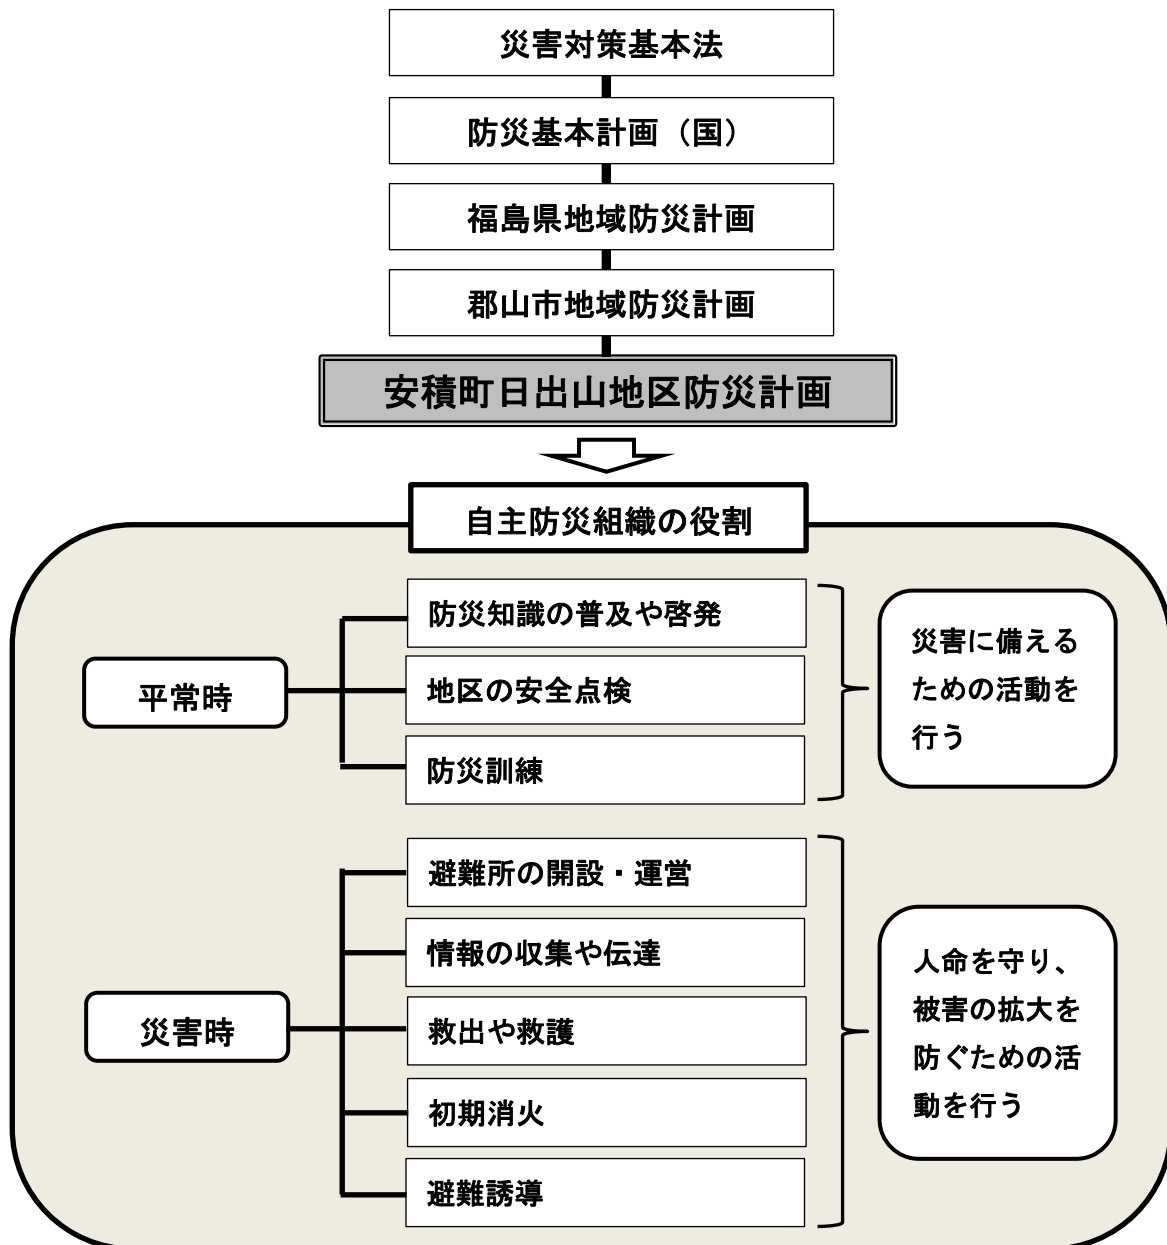 災害対策基本法
防災基本計画（国）
福島県地域防災計画
郡山市地域防災計画
安積町日出山地区防災計画
自主防災組織の役割
平常時
防災知識の普及や啓発
地区の安全点検
防災訓練
災害に備える
ための活動を
行う
災害時
避難所の開設・運営
情報の収集や伝達
救出や救護
初期消火
避難誘導
人命を守り、
被害の拡大を
防ぐための活
動を行う